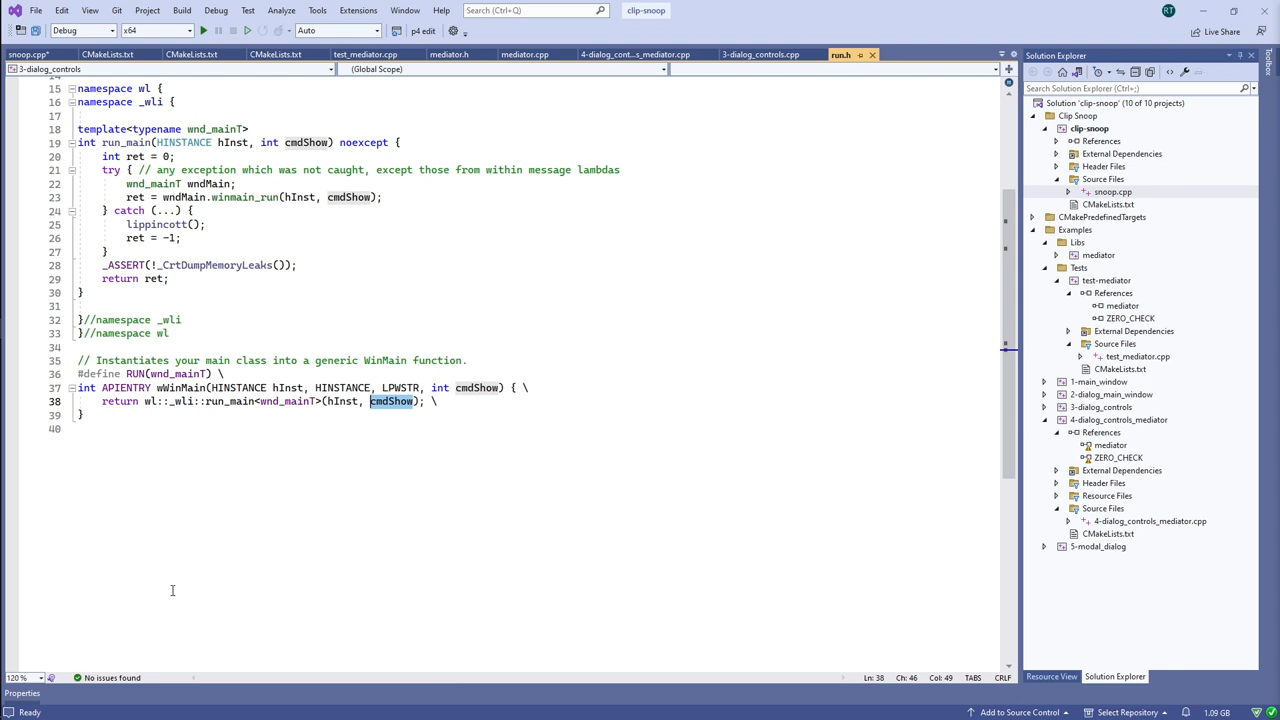 File Edit View Git Project Build Debug Test Analyze Tools Extensions Window Help Search (Ctrl+Q) clip-snoop RT
Debug x64 Auto p4 edit Live Share
snoop.cpp* CMakeLists.txt CMakeLists.txt CMakeLists.txt test_mediator.cpp mediator.h mediator.cpp 4-dialog_cont...s_mediator.cpp 3-dialog_controls.cpp run.h
3-dialog_controls (Global Scope)
14
15 namespace wl {
16 namespace _wli {
17
18 template<typename wnd_mainT>
19 int run_main(HINSTANCE hInst, int cmdShow) noexcept {
20 int ret = 0;
21 try { // any exception which was not caught, except those from within message lambdas
22 wnd_mainT wndMain;
23 ret = wndMain.winmain_run(hInst, cmdShow);
24 } catch (...) {
25 lippincott();
26 ret = -1;
27 }
28 _ASSERT(!_CrtDumpMemoryLeaks());
29 return ret;
30 }
31
32 }//namespace _wli
33 }//namespace wl
34
35 // Instantiates your main class into a generic WinMain function.
36 #define RUN(wnd_mainT) \
37 int APIENTRY wWinMain(HINSTANCE hInst, HINSTANCE, LPWSTR, int cmdShow) { \
38 return wl::_wli::run_main<wnd_mainT>(hInst, cmdShow); \
39 }
40
120 % No issues found Ln: 38 Ch: 46 Col: 49 TABS CRLF
Properties
Ready Add to Source Control Select Repository 1.09 GB
Solution Explorer
Toolbox
Search Solution Explorer (Ctrl+;)
Solution 'clip-snoop' (10 of 10 projects)
Clip Snoop
clip-snoop
References
External Dependencies
Header Files
Source Files
snoop.cpp
CMakeLists.txt
CMakePredefinedTargets
Examples
Libs
mediator
Tests
test-mediator
References
mediator
ZERO_CHECK
External Dependencies
Source Files
test_mediator.cpp
CMakeLists.txt
1-main_window
2-dialog_main_window
3-dialog_controls
4-dialog_controls_mediator
References
mediator
ZERO_CHECK
External Dependencies
Header Files
Resource Files
Source Files
4-dialog_controls_mediator.cpp
CMakeLists.txt
5-modal_dialog
Resource View Solution Explorer